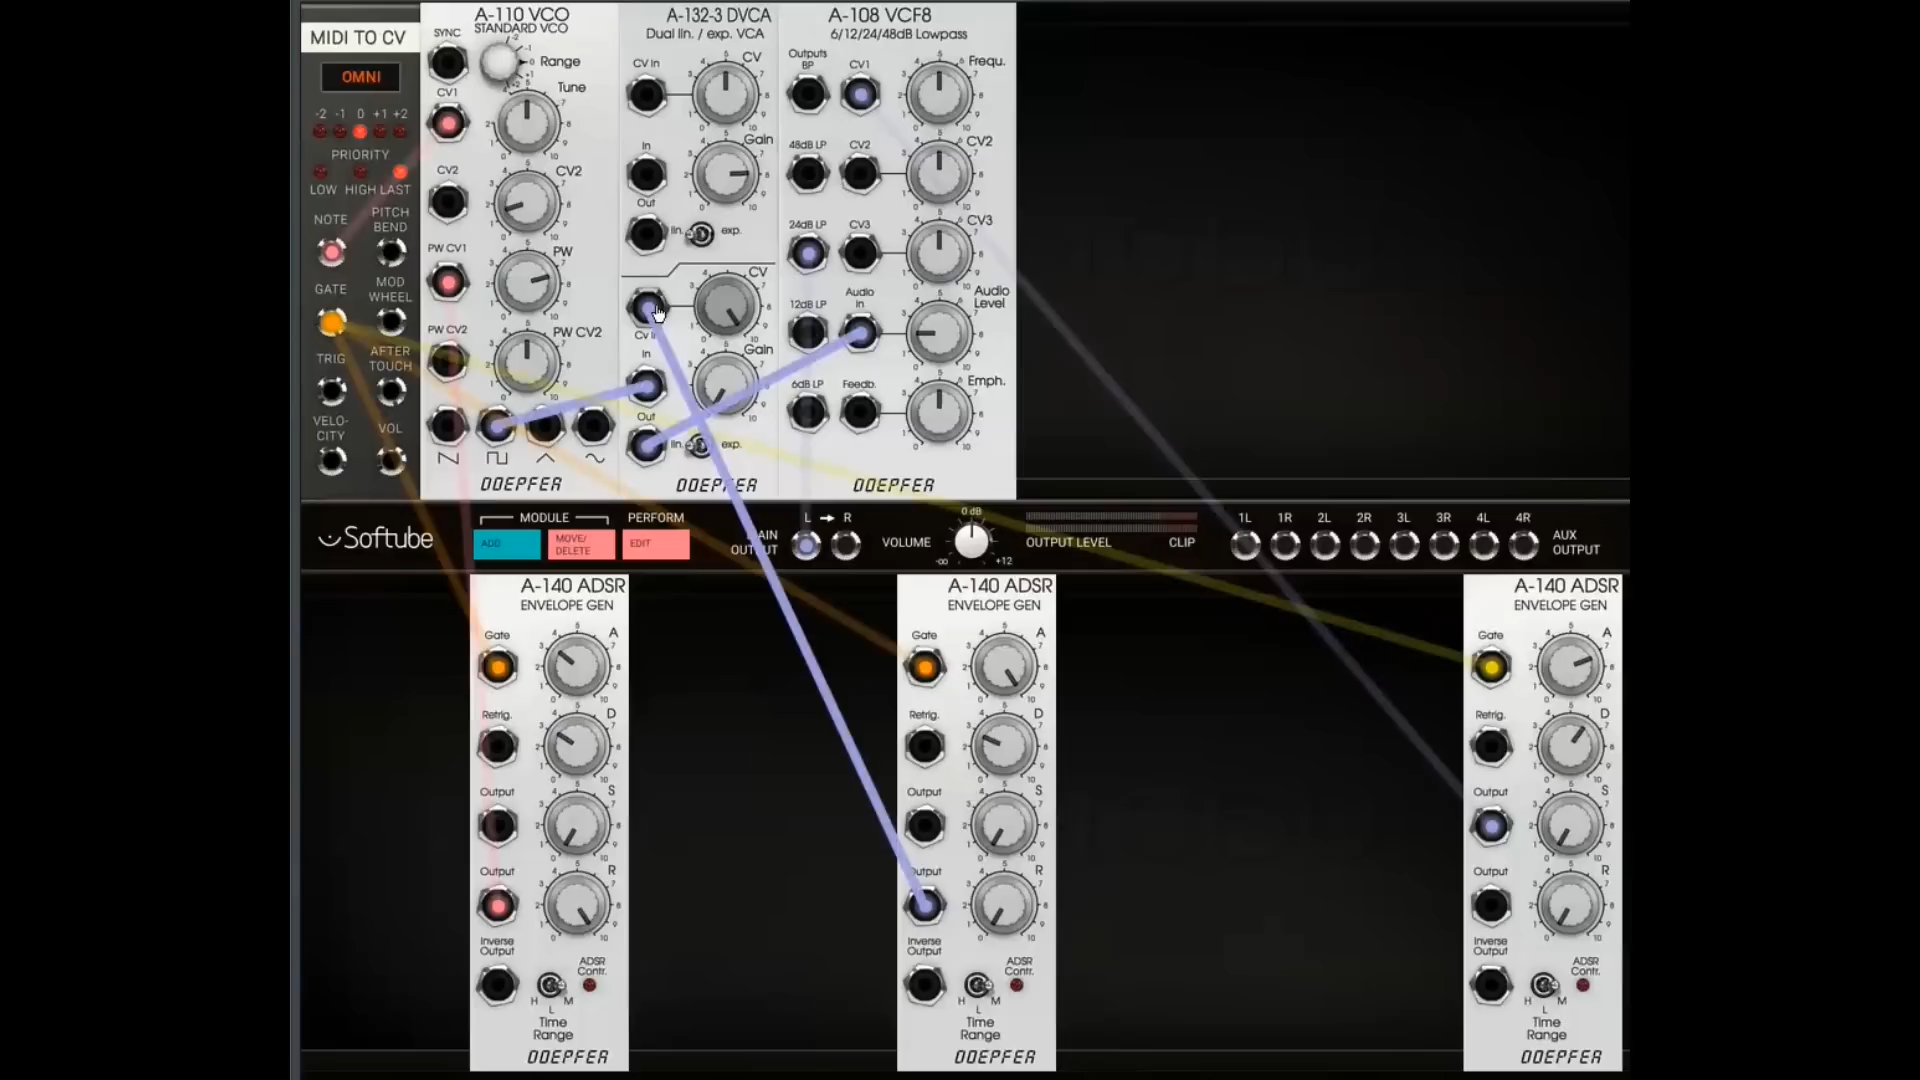 MIDI TO CV
OMNI
-2 -1 0 +1 +2
PRIORITY
LOW HIGH LAST
NOTE
PITCH BEND
GATE
MOD WHEEL
TRIG
AFTER TOUCH
VELO-
CITY
VOL
A-110 VCO
STANDARD VCO
SYNC
Range
Tune
CV1
CV2
CV2
PW CV1
PW
PW CV2
PW CV2
DOEPFER
A-132-3 DVCA
Dual lin. / exp. VCA
CV In
CV
In
Gain
Out
lin. exp.
CV
In
Gain
Out
lin. exp.
DOEPFER
A-108 VCF8
6/12/24/48dB Lowpass
Outputs
BP
CV1
Frequ.
48dB LP
CV2
CV2
24dB LP
CV3
CV3
12dB LP
Audio
In
Audio
Level
6dB LP
Feedb.
Emph.
DOEPFER
Softube
MODULE
ADD
MOVE/
DELETE
PERFORM
EDIT
L R
OUTPUT
VOLUME
0 dB
-∞ +12
OUTPUT LEVEL
CLIP
1L 1R 2L 2R 3L 3R 4L 4R
AUX
OUTPUT
A-140 ADSR
ENVELOPE GEN
Gate
A
Retrig.
D
Output
S
Output
R
Inverse
Output
ADSR
Contr.
H M
L
Time
Range
DOEPFER
A-140 ADSR
ENVELOPE GEN
Gate
A
Retrig.
D
Output
S
Output
R
Inverse
Output
ADSR
Contr.
H M
L
Time
Range
DOEPFER
A-140 ADSR
ENVELOPE GEN
Gate
A
Retrig.
D
Output
S
Output
R
Inverse
Output
ADSR
Contr.
H M
L
Time
Range
DOEPFER